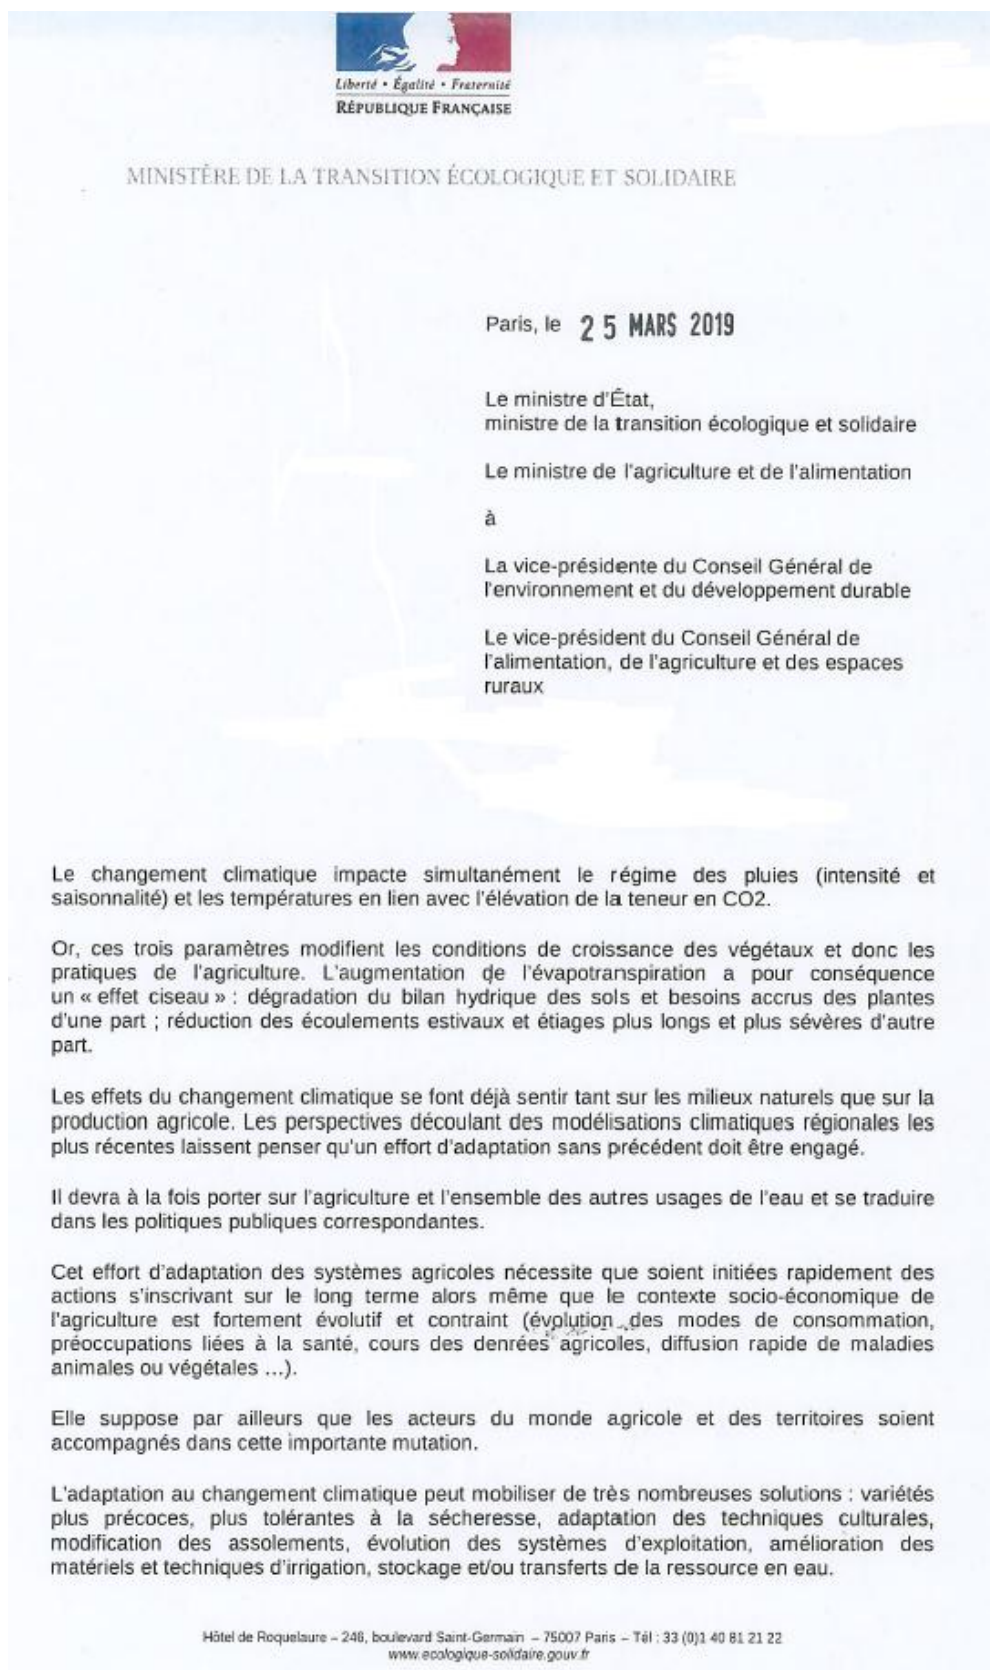 Liberté • Égalité • Fraternité
RÉPUBLIQUE FRANÇAISE
MINISTÈRE DE LA TRANSITION ÉCOLOGIQUE ET SOLIDAIRE
Paris, le 25 MARS 2019
Le ministre d'État,
ministre de la transition écologique et solidaire
Le ministre de l'agriculture et de l'alimentation
à
La vice-présidente du Conseil Général de
l'environnement et du développement durable
Le vice-président du Conseil Général de
l'alimentation, de l'agriculture et des espaces
ruraux
Le changement climatique impacte simultanément le régime des pluies (intensité et
saisonnalité) et les températures en lien avec l'élévation de la teneur en CO2.
Or, ces trois paramètres modifient les conditions de croissance des végétaux et donc les
pratiques de l'agriculture. L'augmentation de l'évapotranspiration a pour conséquence
un « effet ciseau » : dégradation du bilan hydrique des sols et besoins accrus des plantes
d'une part ; réduction des écoulements estivaux et étiages plus longs et plus sévères d'autre
part.
Les effets du changement climatique se font déjà sentir tant sur les milieux naturels que sur la
production agricole. Les perspectives découlant des modélisations climatiques régionales les
plus récentes laissent penser qu'un effort d'adaptation sans précédent doit être engagé.
Il devra à la fois porter sur l'agriculture et l'ensemble des autres usages de l'eau et se traduire
dans les politiques publiques correspondantes.
Cet effort d'adaptation des systèmes agricoles nécessite que soient initiées rapidement des
actions s'inscrivant sur le long terme alors même que le contexte socio-économique de
l'agriculture est fortement évolutif et contraint (évolution des modes de consommation,
préoccupations liées à la santé, cours des denrées agricoles, diffusion rapide de maladies
animales ou végétales ...).
Elle suppose par ailleurs que les acteurs du monde agricole et des territoires soient
accompagnés dans cette importante mutation.
L'adaptation au changement climatique peut mobiliser de très nombreuses solutions : variétés
plus précoces, plus tolérantes à la sécheresse, adaptation des techniques culturales,
modification des assolements, évolution des systèmes d'exploitation, amélioration des
matériels et techniques d'irrigation, stockage et/ou transferts de la ressource en eau.
Hôtel de Roquelaure – 246, boulevard Saint-Germain – 75007 Paris – Tél : 33 (0)1 40 81 21 22
www.ecologique-solidaire.gouv.fr